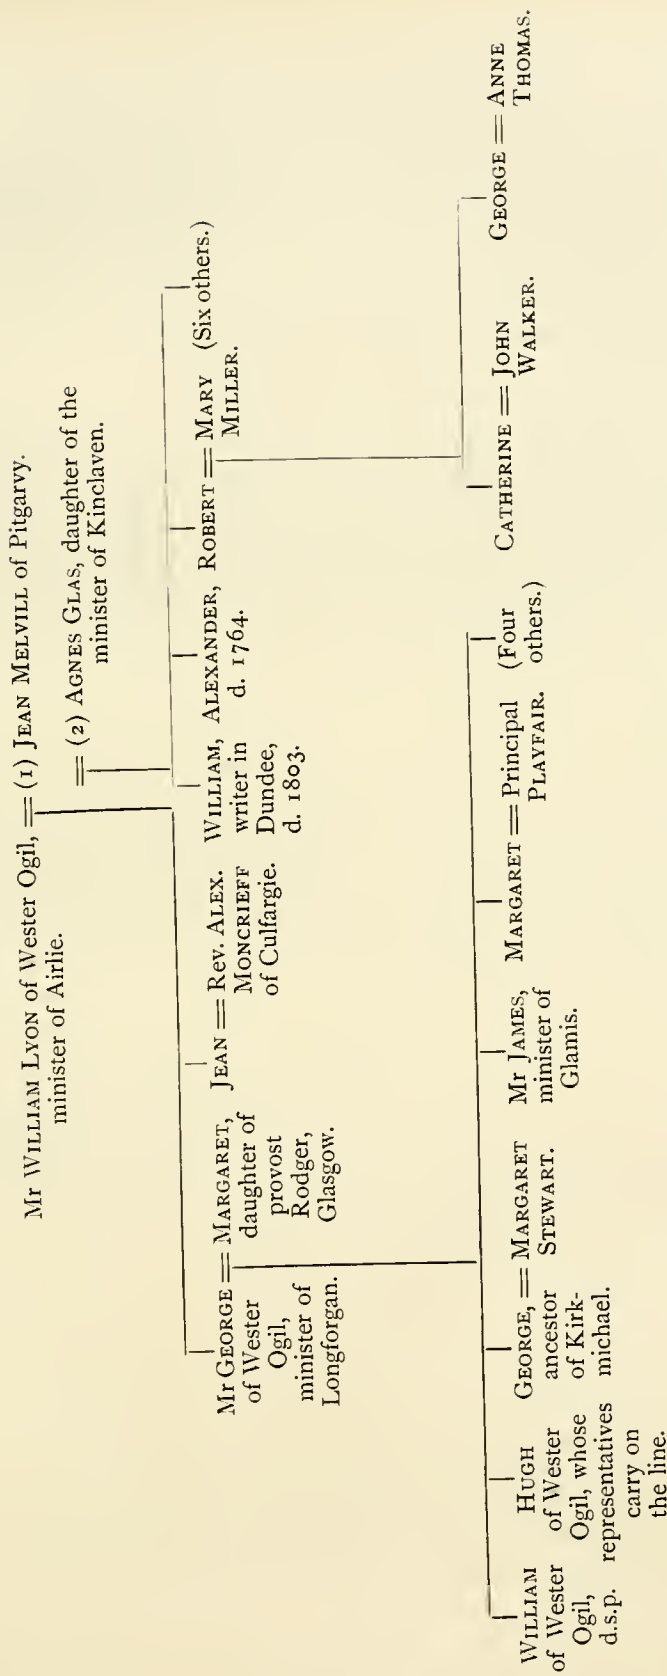 Mr WILLIAM LYON of Wester Ogil, = (1) JEAN MELVILL of Pitgarvy.
minister of Airlie.
= (2) AGNES GLAS, daughter of the
minister of Kinclaven.
Mr GEORGE = MARGARET,
of Wester
Ogil,
minister of
Longforgan.
daughter of
provost
Rodger,
Glasgow.
JEAN = Rev. ALEX.
MONCRIEFF
of Culfargie.
WILLIAM,
writer in
Dundee,
d. 1803.
ALEXANDER,
d. 1764.
ROBERT = MARY
MILLER.
(Six others.)
WILLIAM
of Wester
Ogil,
d.s.p.
HUGH
of Wester
Ogil, whose
representatives
carry on
the line.
GEORGE, = MARGARET
ancestor
of Kirk-
michael.
STEWART.
Mr JAMES,
minister of
Glamis.
MARGARET = Principal
PLAYFAIR.
(Four
others.)
CATHERINE = JOHN
WALKER.
GEORGE = ANNE
THOMAS.